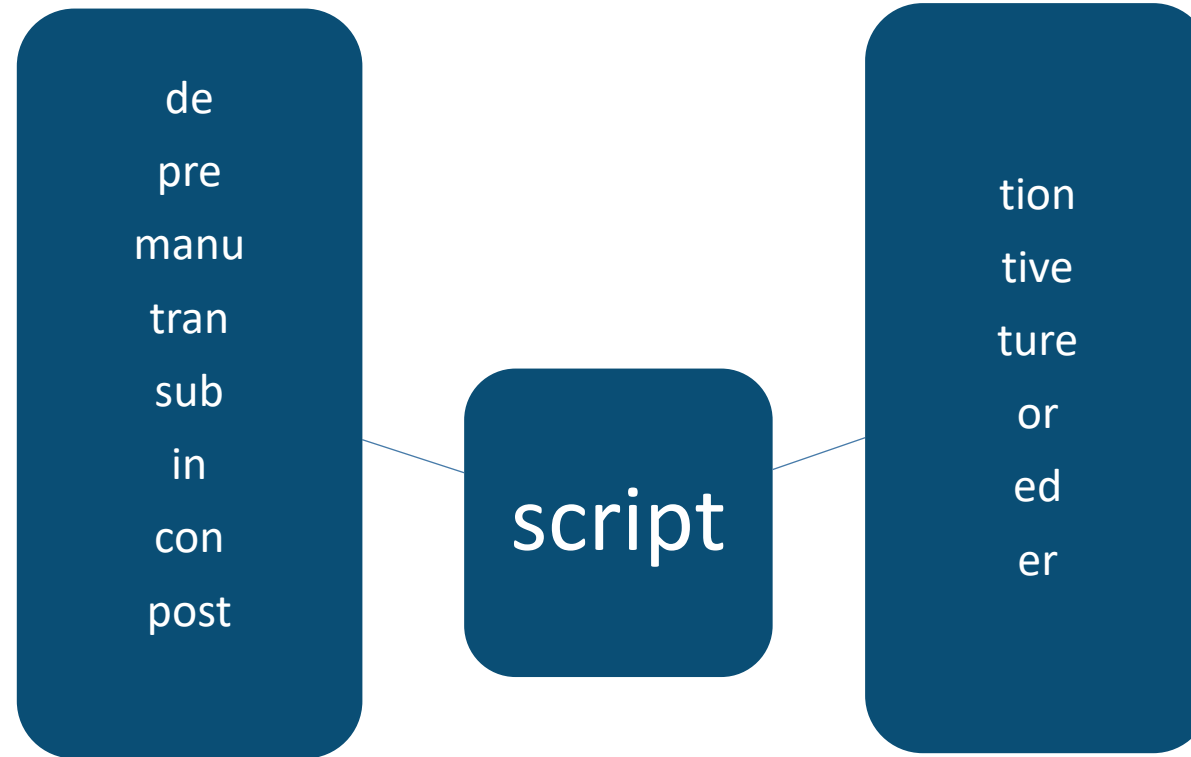 de
pre
manu
tran
sub
in
con
post
script
tion
tive
ture
or
ed
er